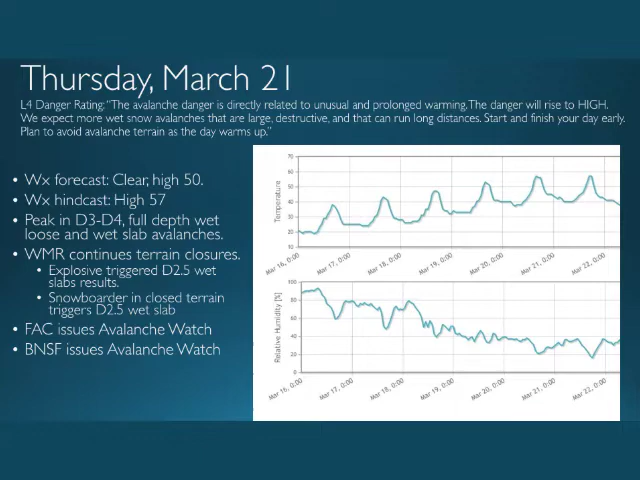 Thursday, March 21
L4 Danger Rating: "The avalanche danger is directly related to unusual and prolonged warming. The danger will rise to HIGH.
We expect more wet snow avalanches that are large, destructive, and that can run long distances. Start and finish your day early.
Plan to avoid avalanche terrain as the day warms up."
• Wx forecast: Clear, high 50.
• Wx hindcast: High 57
• Peak in D3-D4, full depth wet
loose and wet slab avalanches.
• WMR continues terrain closures.
• Explosive triggered D2.5 wet
slabs results.
• Snowboarder in closed terrain
triggers D2.5 wet slab
• FAC issues Avalanche Watch
• BNSF issues Avalanche Watch
Temperature
70
60
50
40
30
20
10
Mar 16, 0:00
Mar 17, 0:00
Mar 18, 0:00
Mar 19, 0:00
Mar 20, 0:00
Mar 21, 0:00
Mar 22, 0:00
Relative Humidity [%]
100
80
60
40
20
0
Mar 16, 0:00
Mar 17, 0:00
Mar 18, 0:00
Mar 19, 0:00
Mar 20, 0:00
Mar 21, 0:00
Mar 22, 0:00